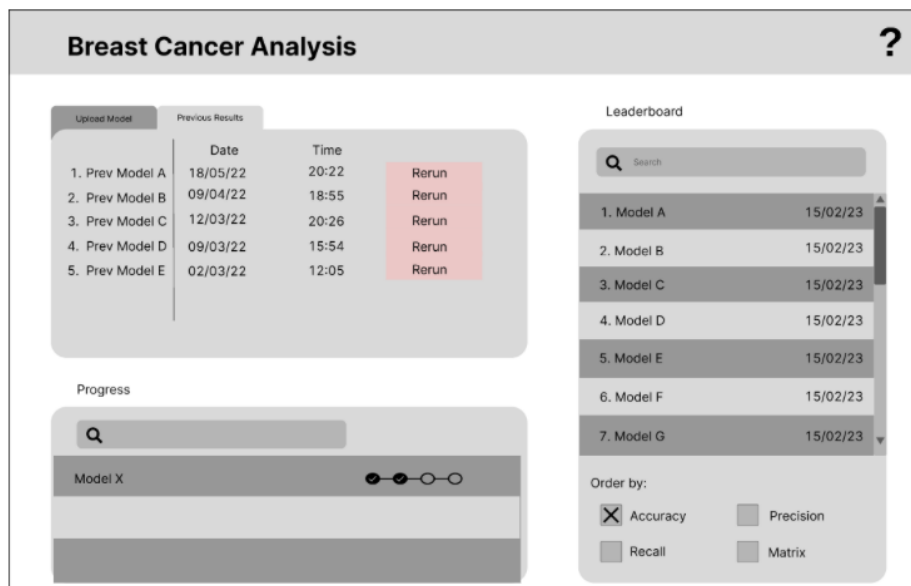 Breast Cancer Analysis
?
Upload Model
Previous Results
Date Time
1. Prev Model A 18/05/22 20:22 Rerun
2. Prev Model B 09/04/22 18:55 Rerun
3. Prev Model C 12/03/22 20:26 Rerun
4. Prev Model D 09/03/22 15:54 Rerun
5. Prev Model E 02/03/22 12:05 Rerun
Progress
Model X
Leaderboard
Search
1. Model A 15/02/23
2. Model B 15/02/23
3. Model C 15/02/23
4. Model D 15/02/23
5. Model E 15/02/23
6. Model F 15/02/23
7. Model G 15/02/23
Order by:
Accuracy Precision
Recall Matrix